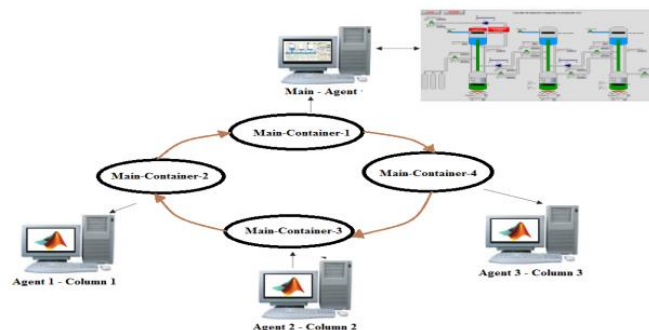 Main - Agent
Main-Container-1
Main-Container-2
Main-Container-4
Main-Container-3
Agent 1 - Column 1
Agent 3 - Column 3
Agent 2 - Column 2